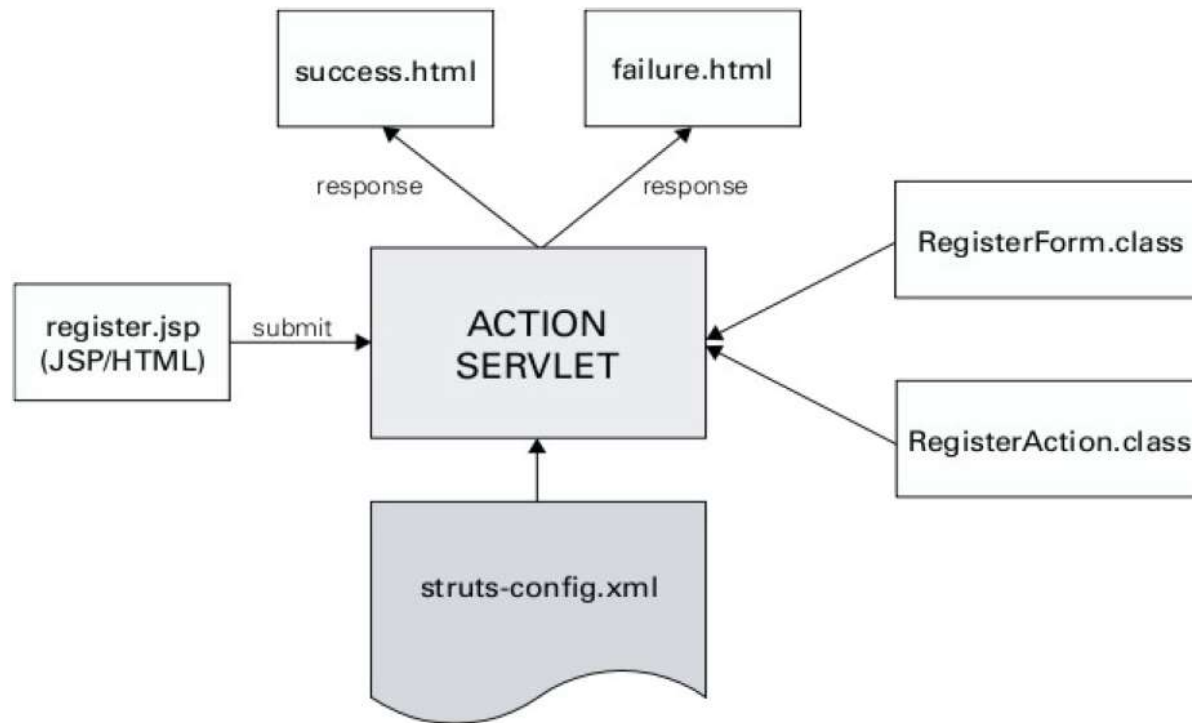 success.html
failure.html
response
response
RegisterForm.class
register.jsp
(JSP/HTML)
submit
ACTION
SERVLET
RegisterAction.class
struts-config.xml